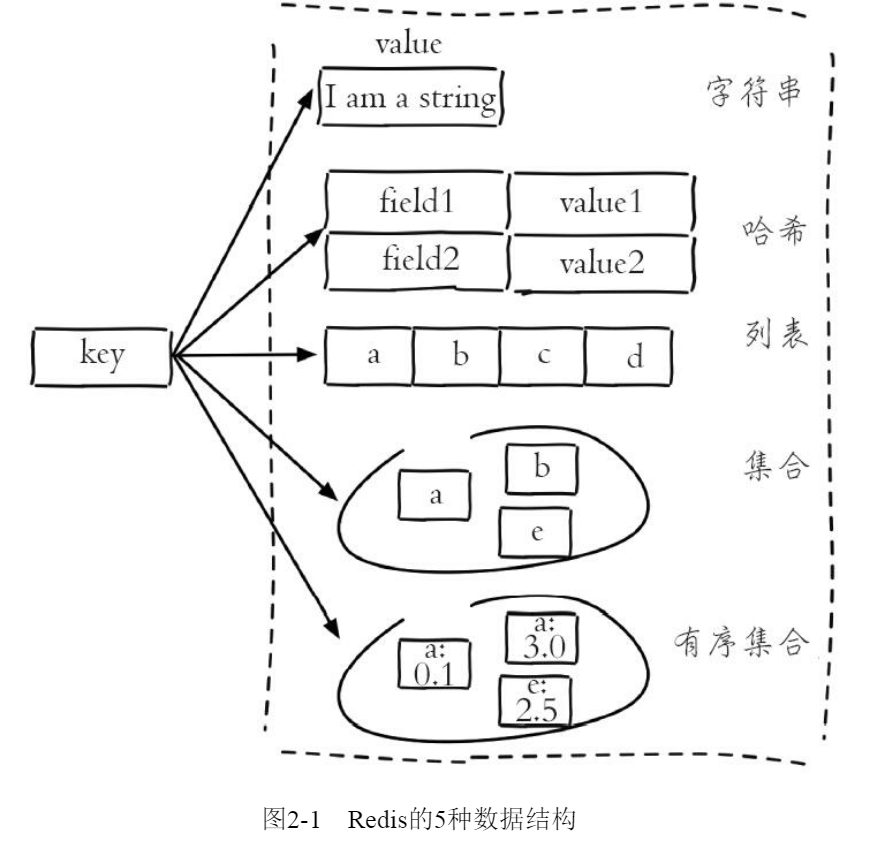 value
I am a string
字符串
field1 value1
哈希
field2 value2
列表
key
a b c d
集合
b
a
e
有序集合
a:
3.0
a:
0.1
e:
2.5
图2-1 Redis的5种数据结构